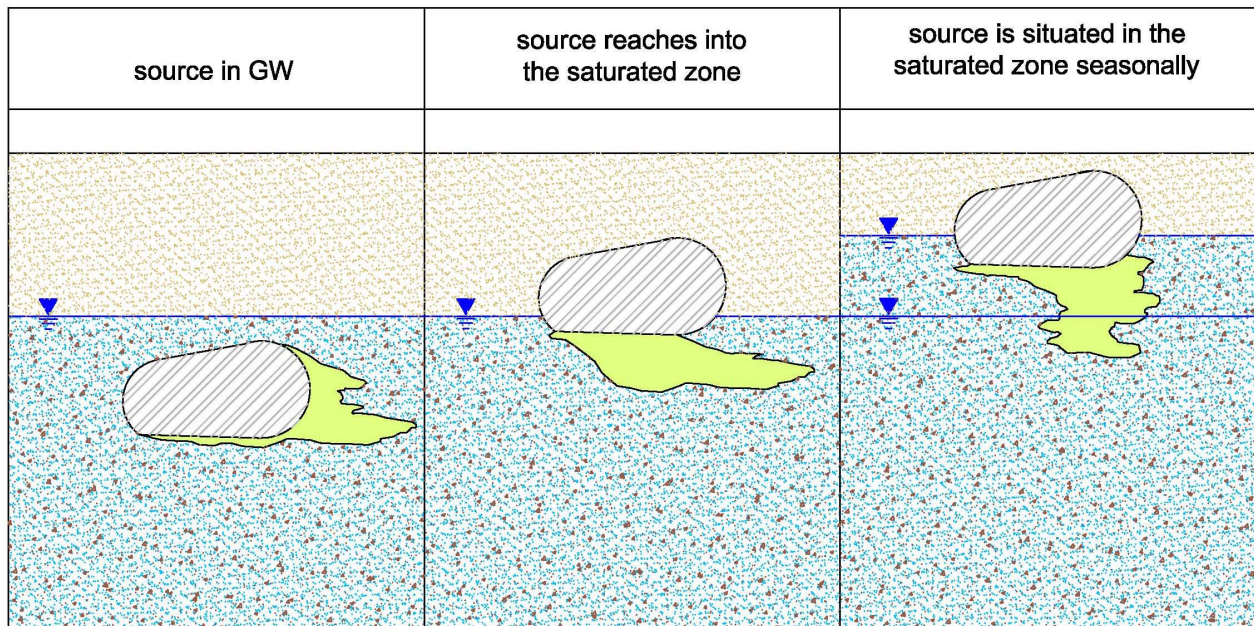 source in GW
source reaches into
the saturated zone
source is situated in the
saturated zone seasonally